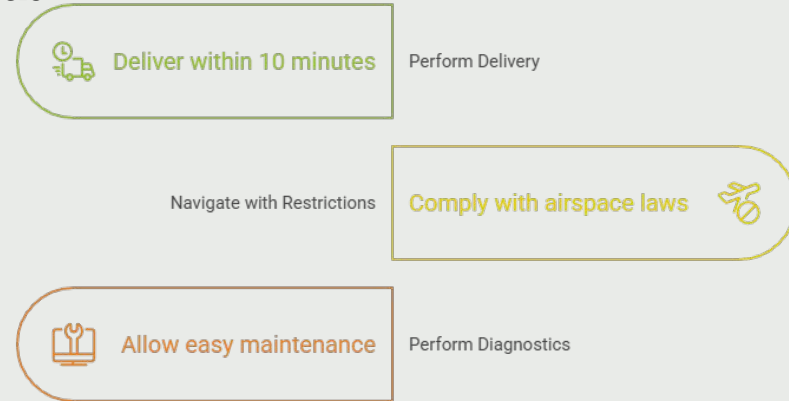 Deliver within 10 minutes
Perform Delivery
Navigate with Restrictions
Comply with airspace laws
Allow easy maintenance
Perform Diagnostics